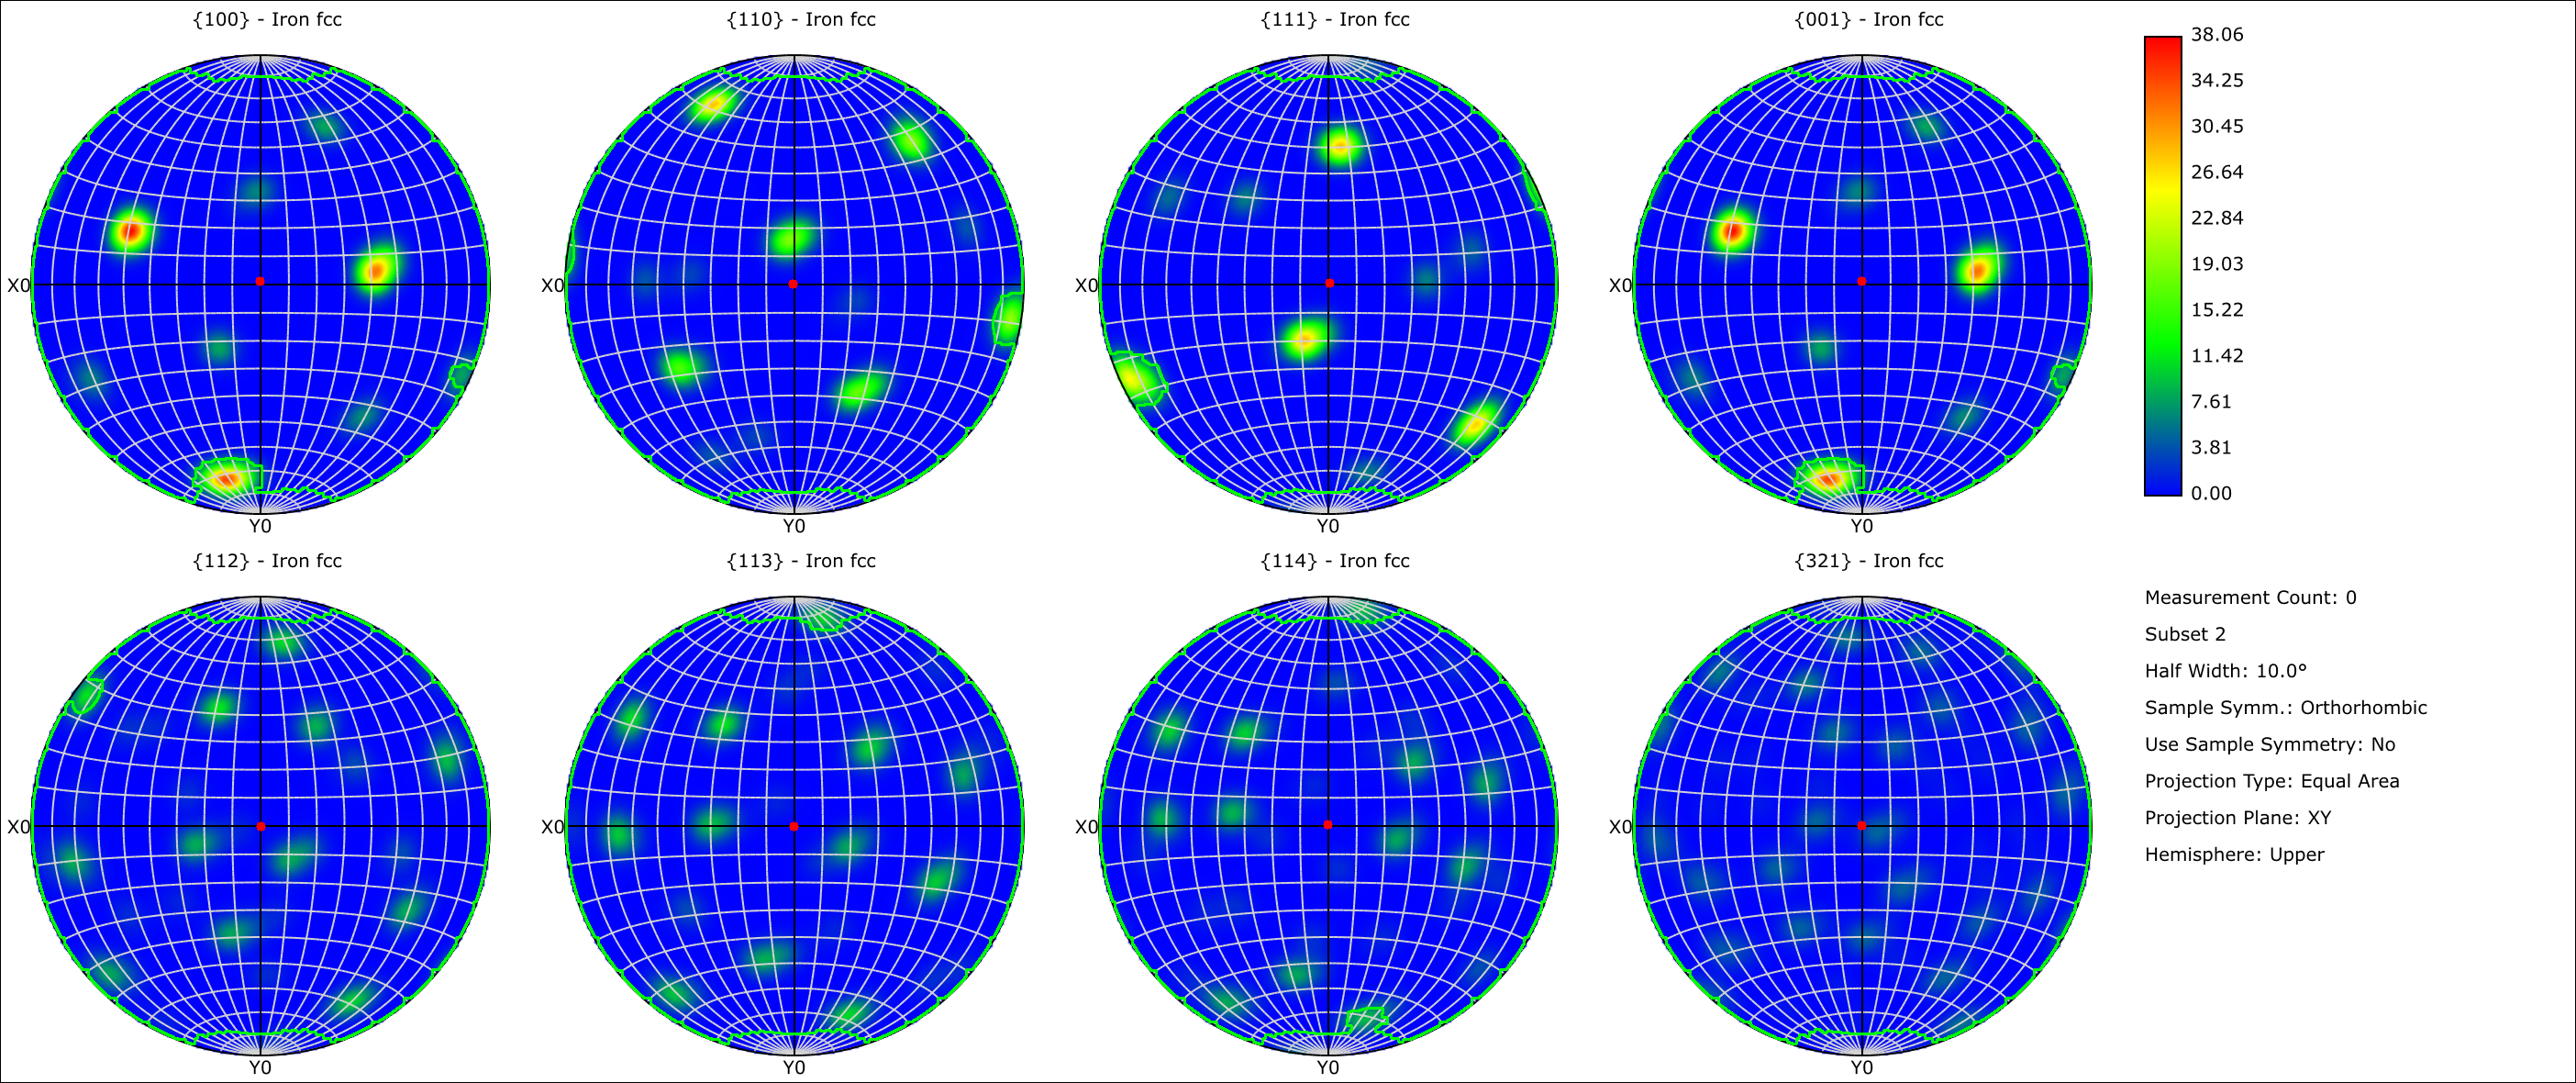 {100} - Iron fcc
{110} - Iron fcc
{111} - Iron fcc
{001} - Iron fcc
38.06
34.25
30.45
26.64
22.84
19.03
15.22
11.42
7.61
3.81
0.00
X0
X0
X0
X0
Y0
Y0
Y0
Y0
{112} - Iron fcc
{113} - Iron fcc
{114} - Iron fcc
{321} - Iron fcc
X0
X0
X0
X0
Y0
Y0
Y0
Y0
Measurement Count: 0
Subset 2
Half Width: 10.0°
Sample Symm.: Orthorhombic
Use Sample Symmetry: No
Projection Type: Equal Area
Projection Plane: XY
Hemisphere: Upper